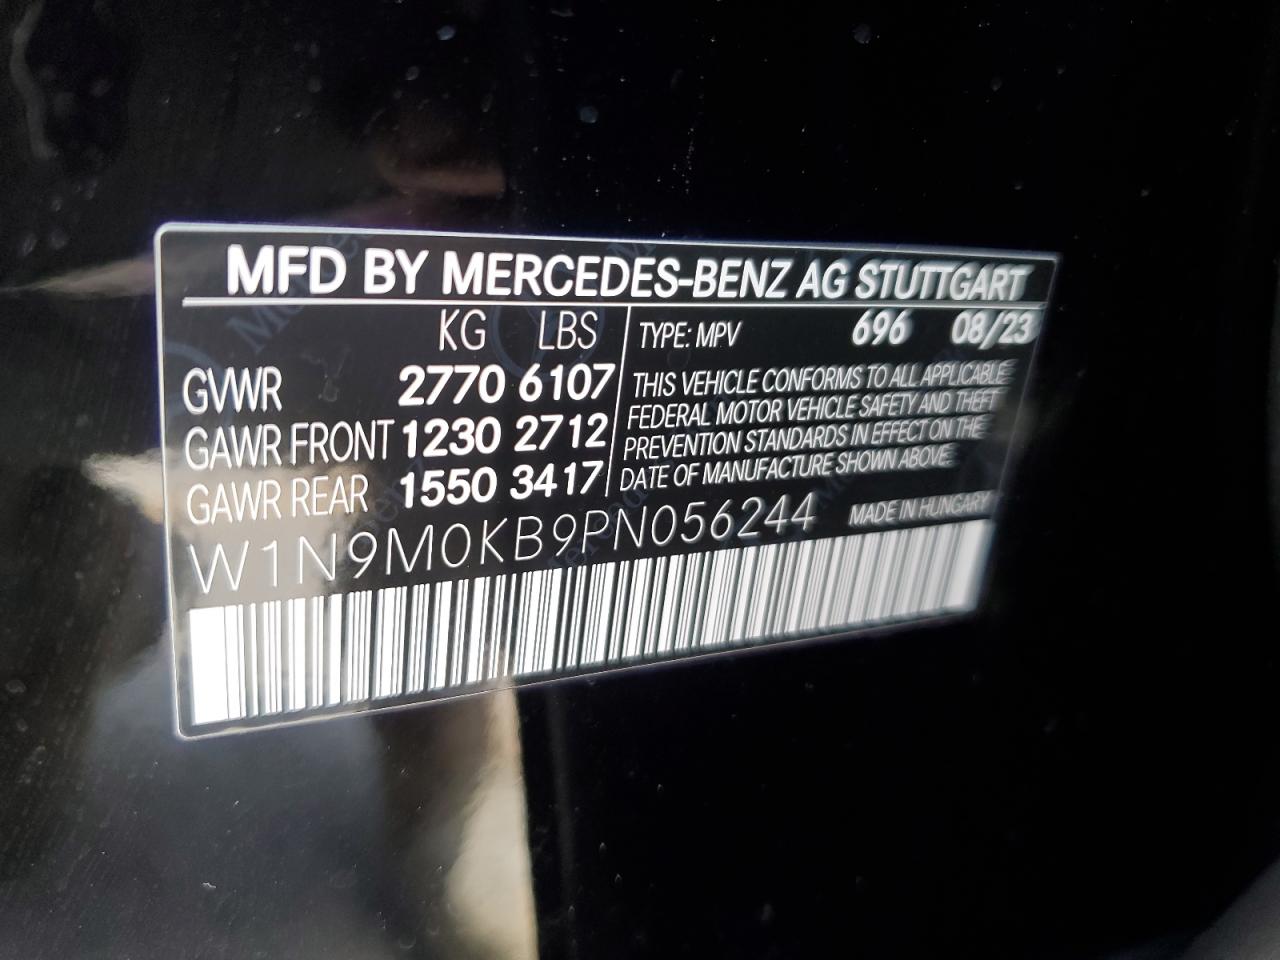 MFD BY MERCEDES-BENZ AG STUTTGART
KG LBS
GVWR 2770 6107
GAWR FRONT 1230 2712
GAWR REAR 1550 3417
TYPE: MPV 696 08/23
THIS VEHICLE CONFORMS TO ALL APPLICABLE
FEDERAL MOTOR VEHICLE SAFETY AND THEFT
PREVENTION STANDARDS IN EFFECT ON THE
DATE OF MANUFACTURE SHOWN ABOVE
W1N9M0KB9PN056244 MADE IN HUNGARY